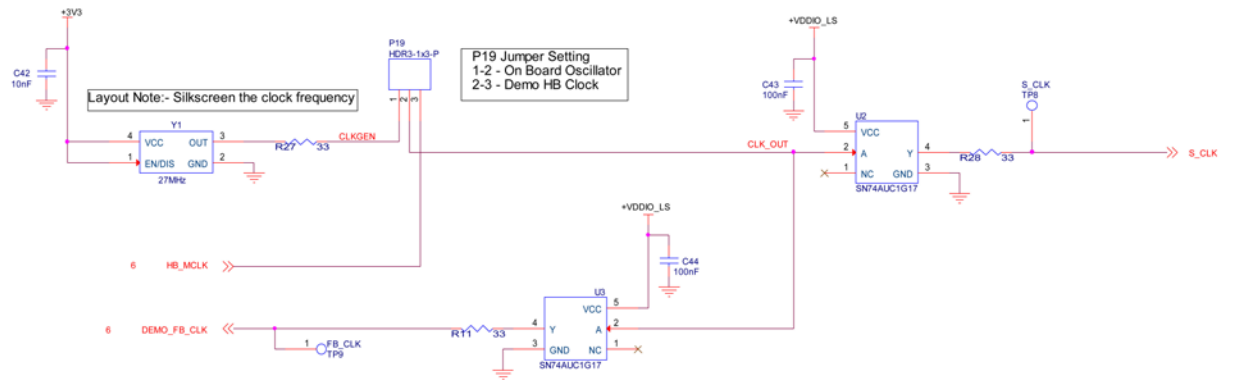 +3V3
C42
10nF
P19
HDR3-1x3-P
P19 Jumper Setting
1-2 - On Board Oscillator
2-3 - Demo HB Clock
+VDDIO_LS
C43
100nF
Layout Note:- Silkscreen the clock frequency
1
2
3
S_CLK
TP8
1
Y1
4 VCC OUT 3
1 EN/DIS GND 2
27MHz
R27 33
CLKGEN
CLK_OUT
U2
5 VCC
2 A Y 4
1 NC GND 3
SN74AUC1G17
R28 33
S_CLK
+VDDIO_LS
C44
100nF
6 HB_MCLK
U3
VCC 5
4 Y A 2
3 GND NC 1
SN74AUC1G17
6 DEMO_FB_CLK
R11 33
1 FB_CLK
TP9